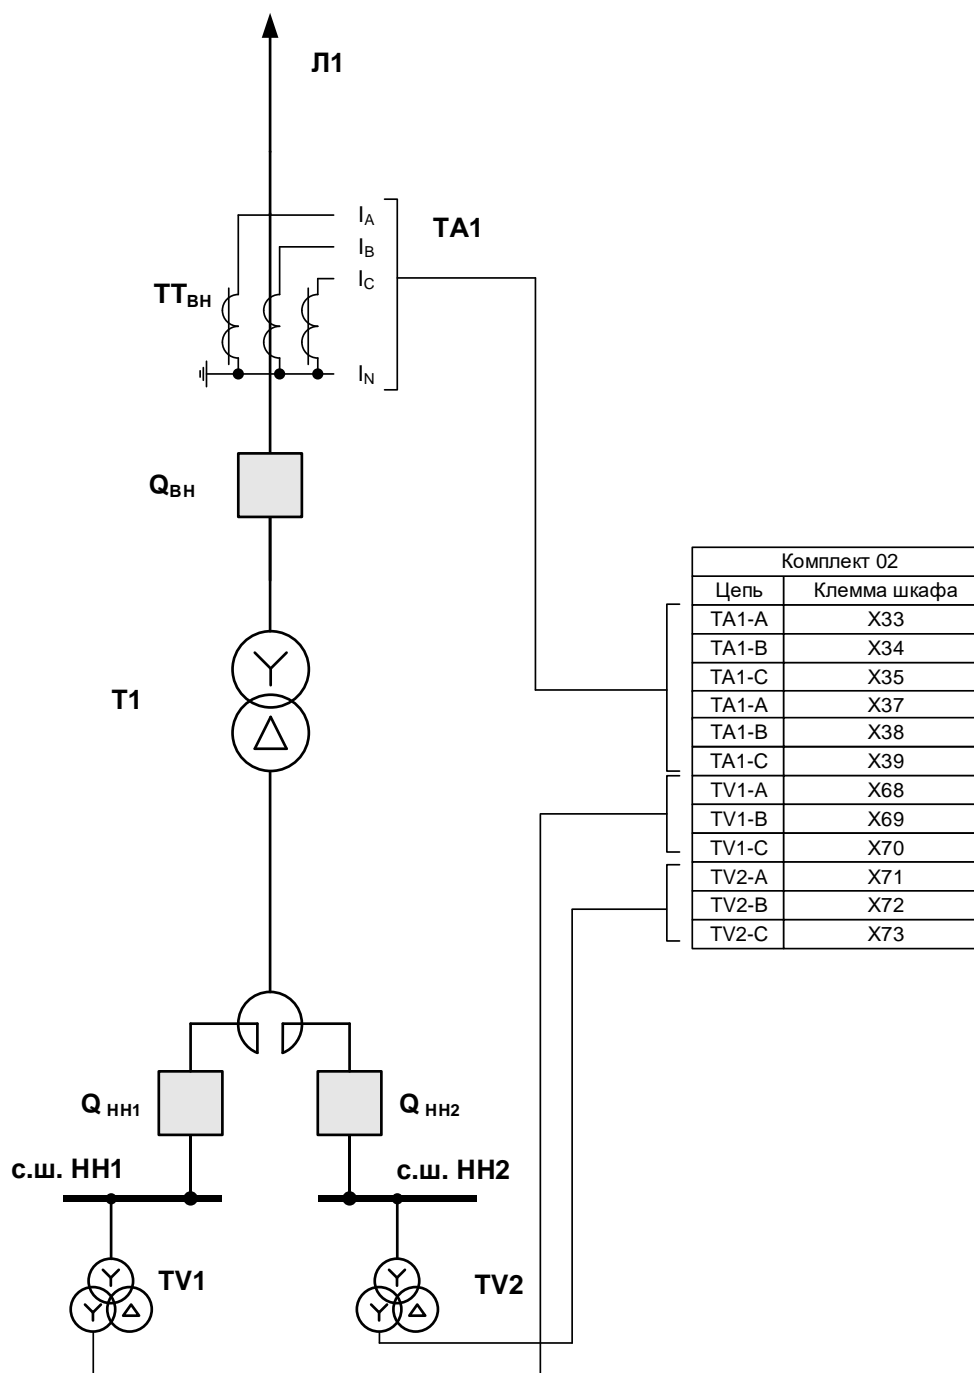 Л1
IA
TA1
IB
IC
ТТВН
IN
QВН
Комплект 02
Цепь Клемма шкафа
TA1-A X33
TA1-B X34
TA1-C X35
TA1-A X37
TA1-B X38
TA1-C X39
TV1-A X68
TV1-B X69
TV1-C X70
TV2-A X71
TV2-B X72
TV2-C X73
Т1
Q НН1
Q НН2
с.ш. НН1
с.ш. НН2
TV1
TV2